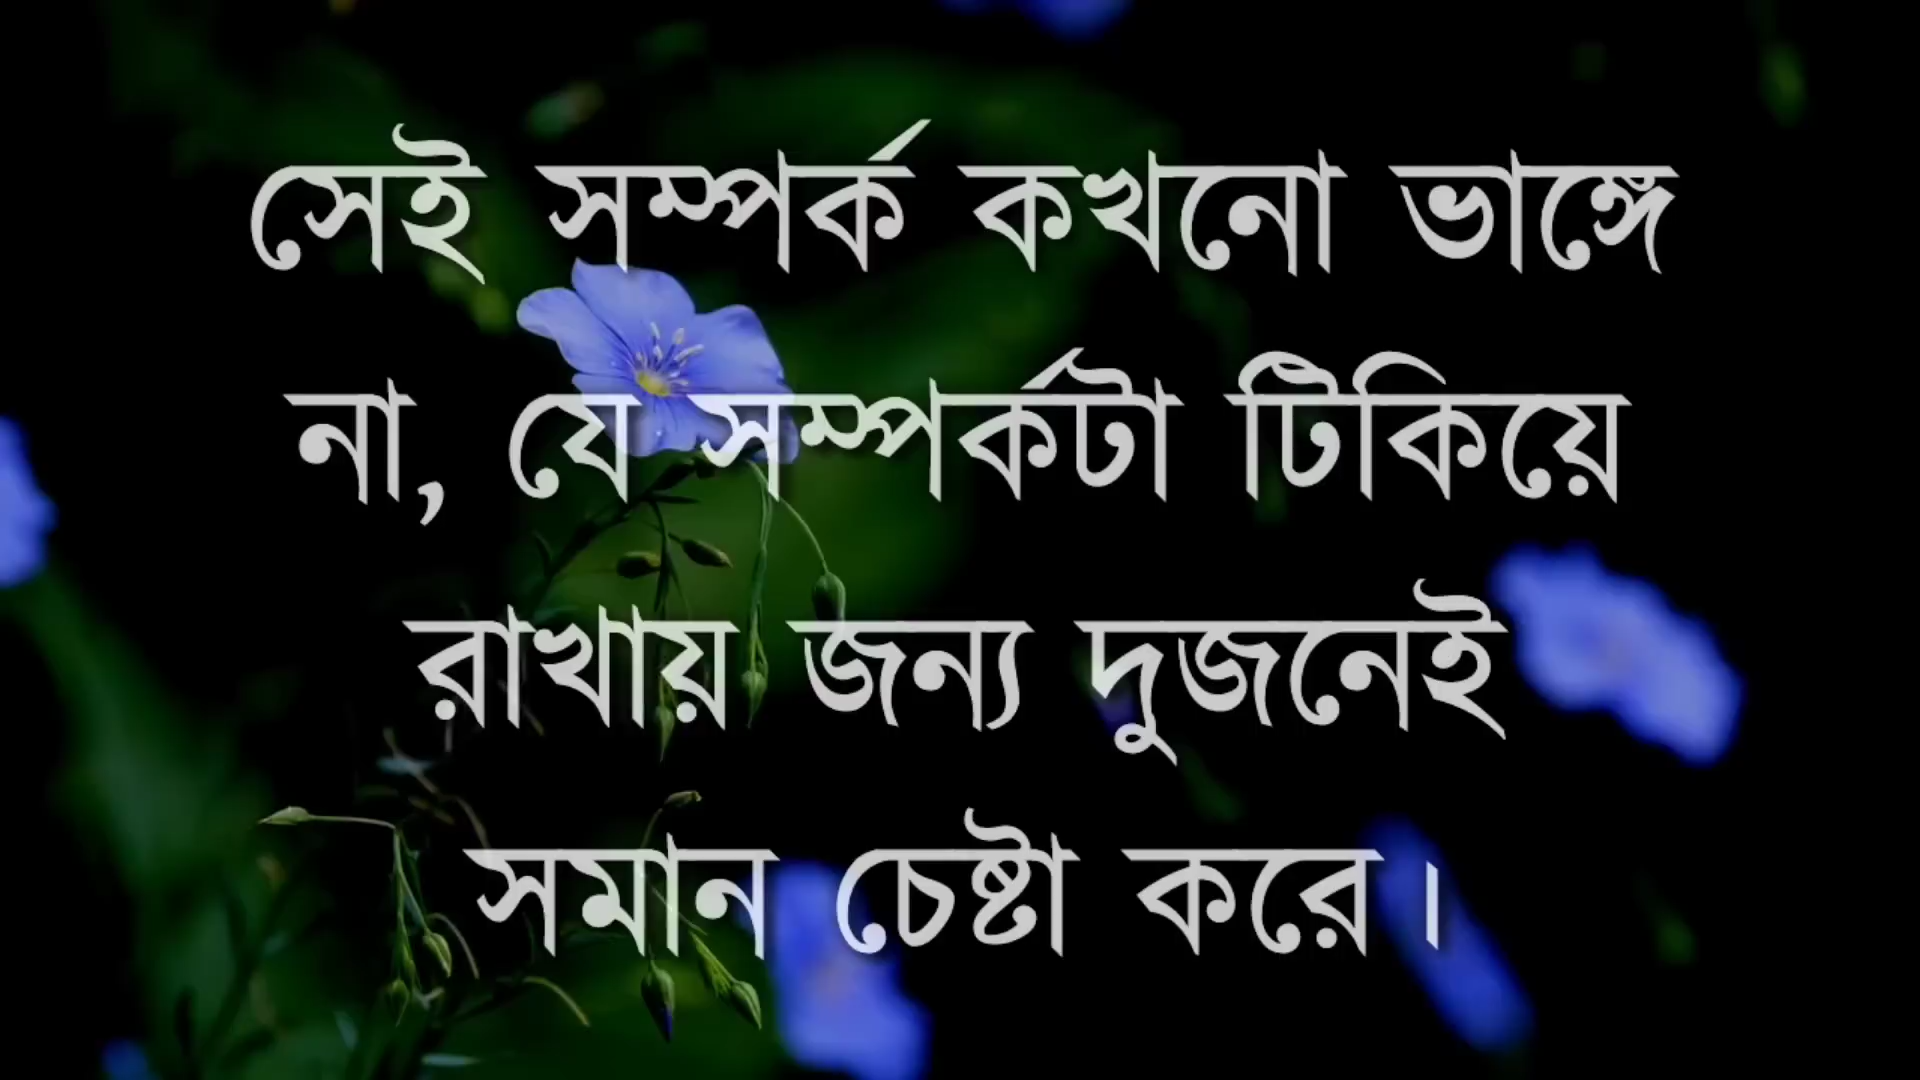 সেই সম্পর্ক কখনো ভাঙ্গে
না, যে সম্পর্কটা টিকিয়ে
রাখায় জন্য দুজনেই
সমান চেষ্টা করে।